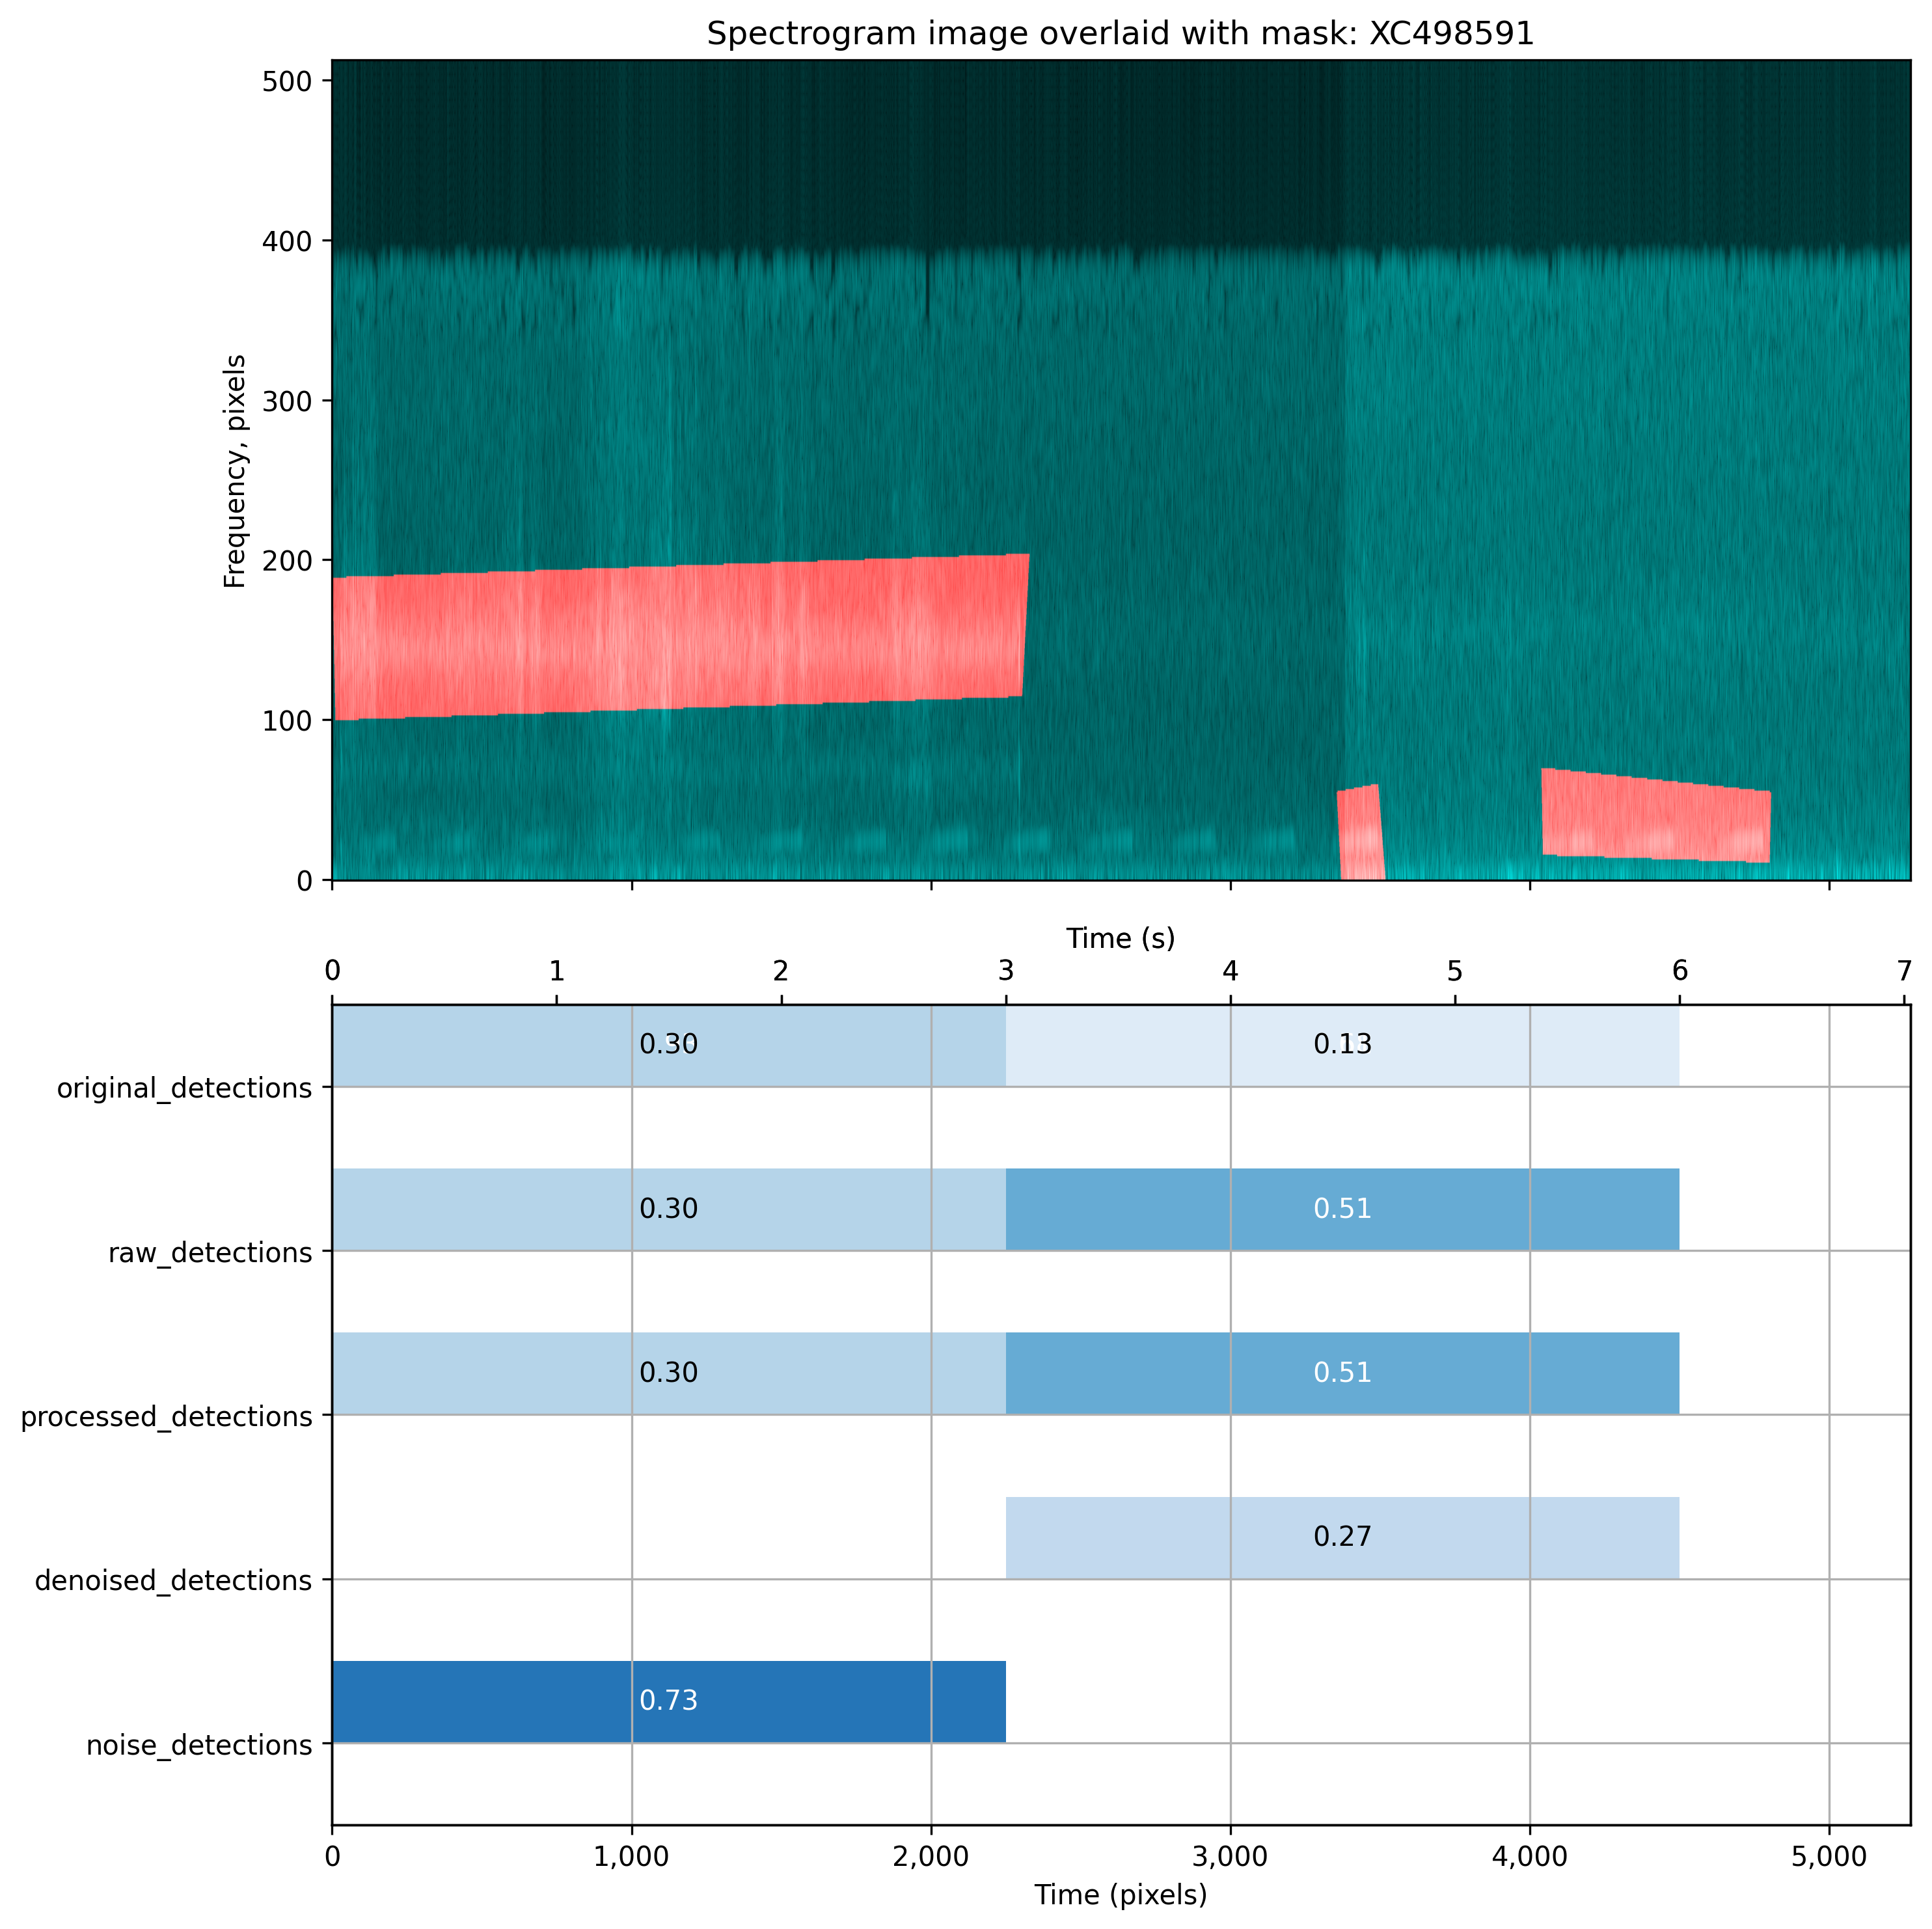 Spectrogram image overlaid with mask: XC498591
500
400
300
200
100
0
Frequency, pixels
Time (s)
0 1 2 3 4 5 6 7
original_detections 0.30 0.13
raw_detections 0.30 0.51
processed_detections 0.30 0.51
denoised_detections 0.27
noise_detections 0.73
0 1,000 2,000 3,000 4,000 5,000
Time (pixels)